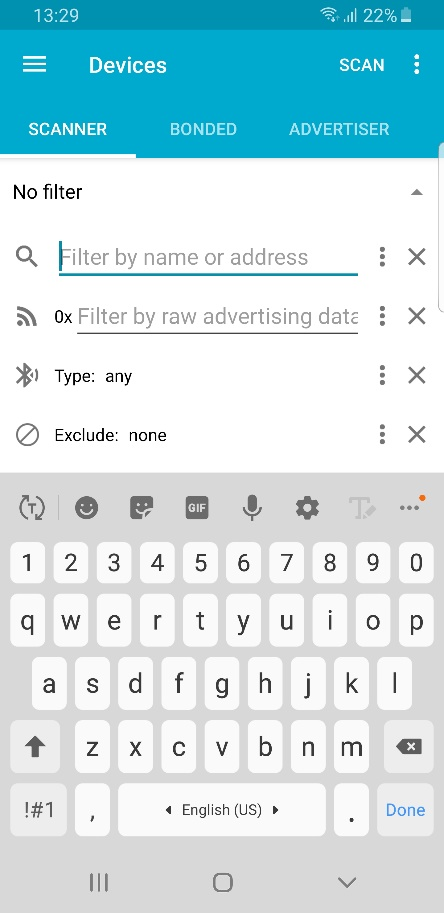 13:29 22%
Devices SCAN
SCANNER BONDED ADVERTISER
No filter
Filter by name or address
0x Filter by raw advertising data
Type: any
Exclude: none
T GIF T
1 2 3 4 5 6 7 8 9 0
q w e r t y u i o p
a s d f g h j k l
z x c v b n m
!#1 , English (US) . Done